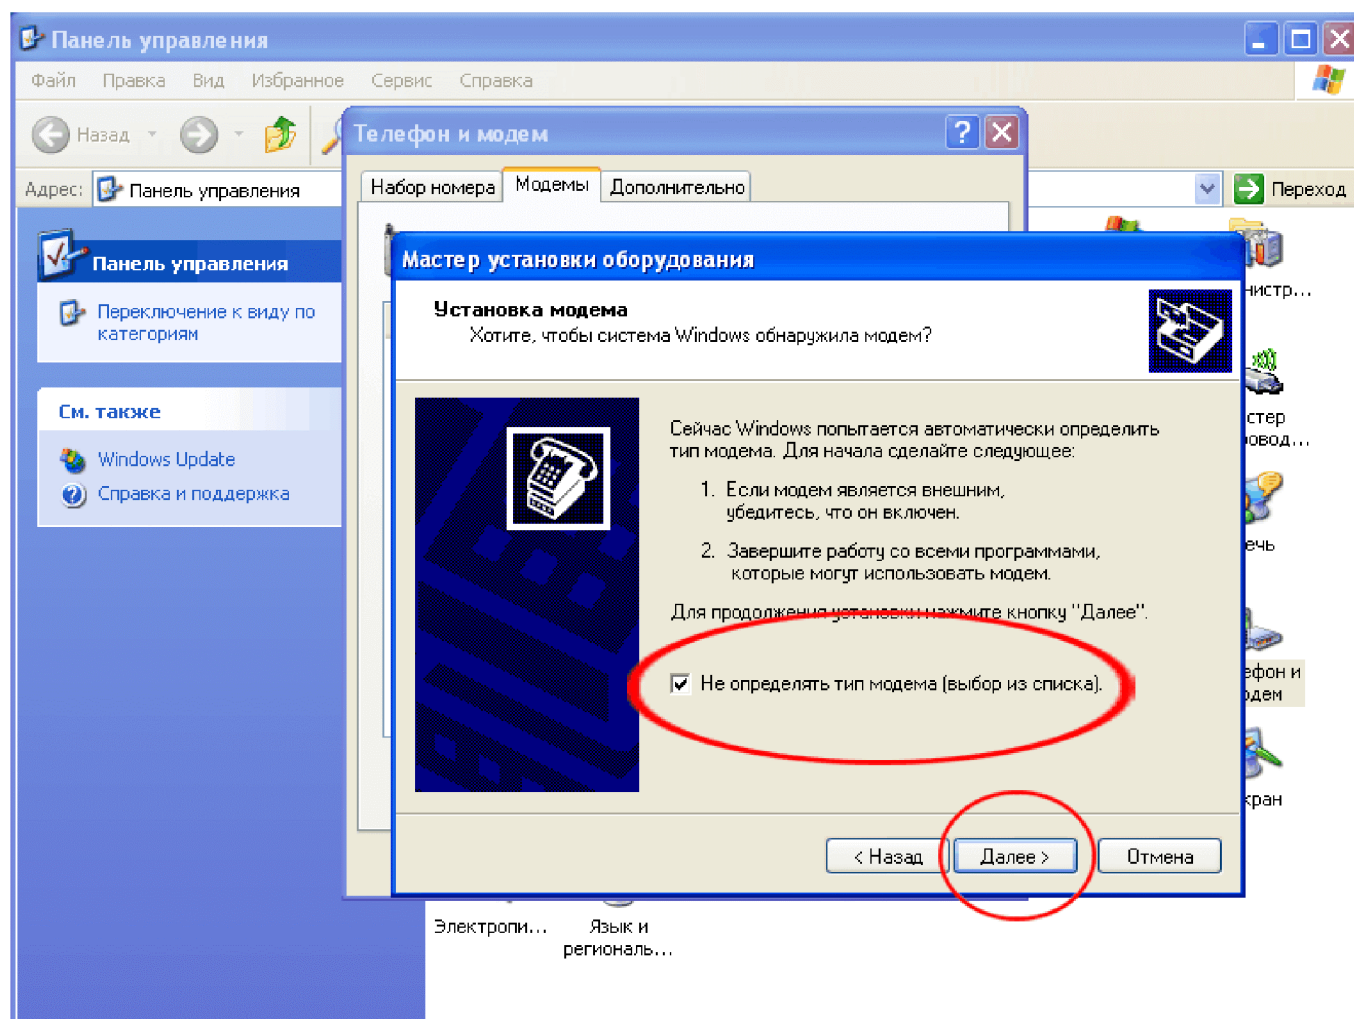 Панель управления
Файл Правка Вид Избранное Сервис Справка
Назад
Телефон и модем
Адрес: Панель управления
Переход
Набор номера Модемы Дополнительно
Панель управления
Переключение к виду по
категориям
См. также
Windows Update
Справка и поддержка
Мастер установки оборудования
Установка модема
Хотите, чтобы система Windows обнаружила модем?
Сейчас Windows попытается автоматически определить
тип модема. Для начала сделайте следующее:
1. Если модем является внешним,
убедитесь, что он включен.
2. Завершите работу со всеми программами,
которые могут использовать модем.
Для продолжения установки нажмите кнопку "Далее".
Не определять тип модема (выбор из списка).
< Назад Далее > Отмена
нистр...
стер
овод...
ечь
ефон и
дем
кран
Электропи... Язык и
региональ...